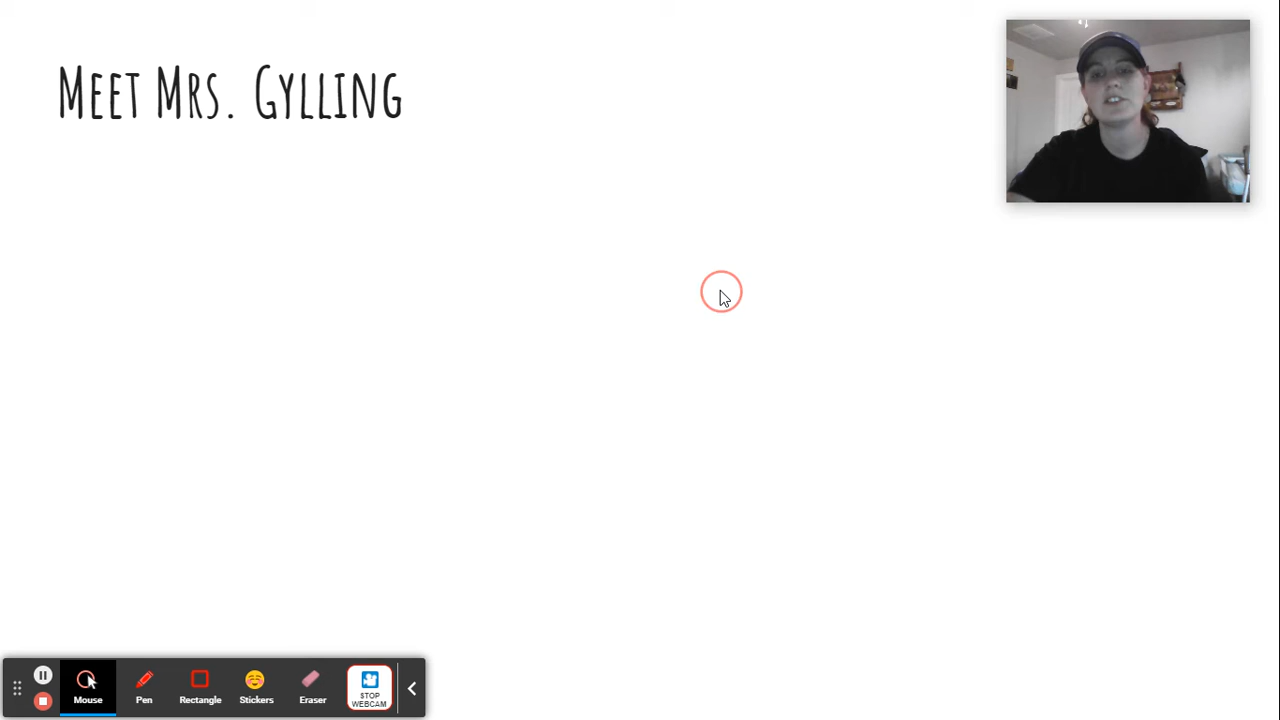 Meet Mrs. Gylling
Mouse
Pen
Rectangle
Stickers
Eraser
STOP
WEBCAM